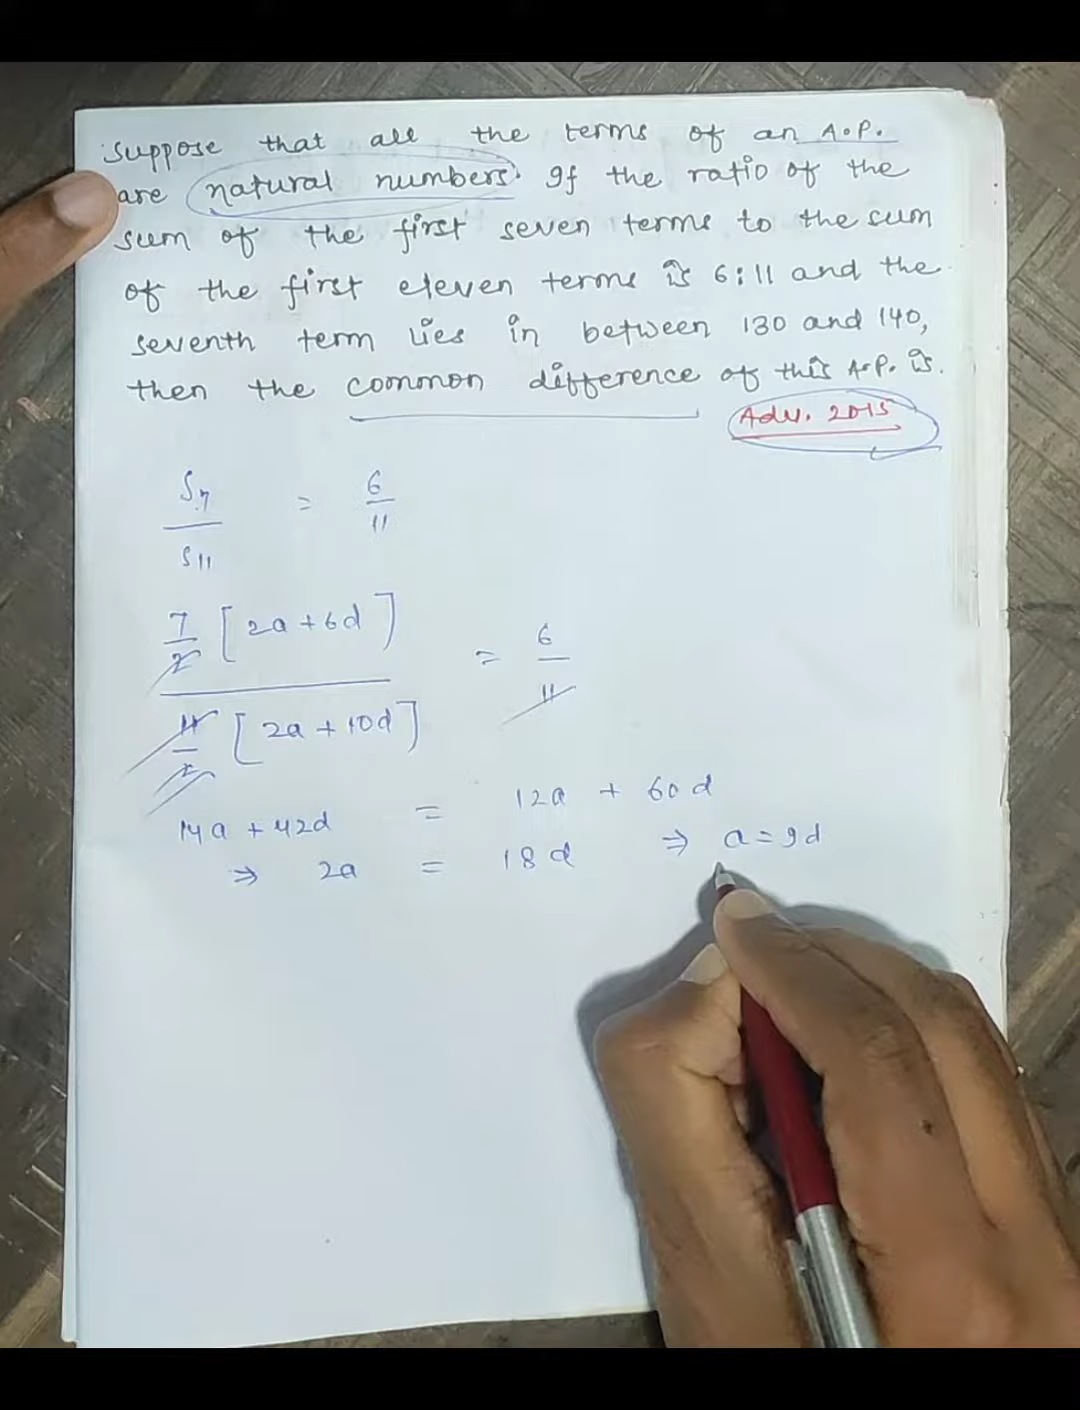 Suppose that all the terms of an A.P.
are natural numbers. If the ratio of the
sum of the first seven terms to the sum
of the first eleven terms is 6:11 and the
seventh term lies in between 130 and 140,
then the common difference of this A.P. is.
Adv. 2015
S7 / S11 = 6/11
7/2 [2a+6d] / 11/2 [2a+10d] = 6/11
14a + 42d = 12a + 60d
⇒ 2a = 18d ⇒ a = 9d